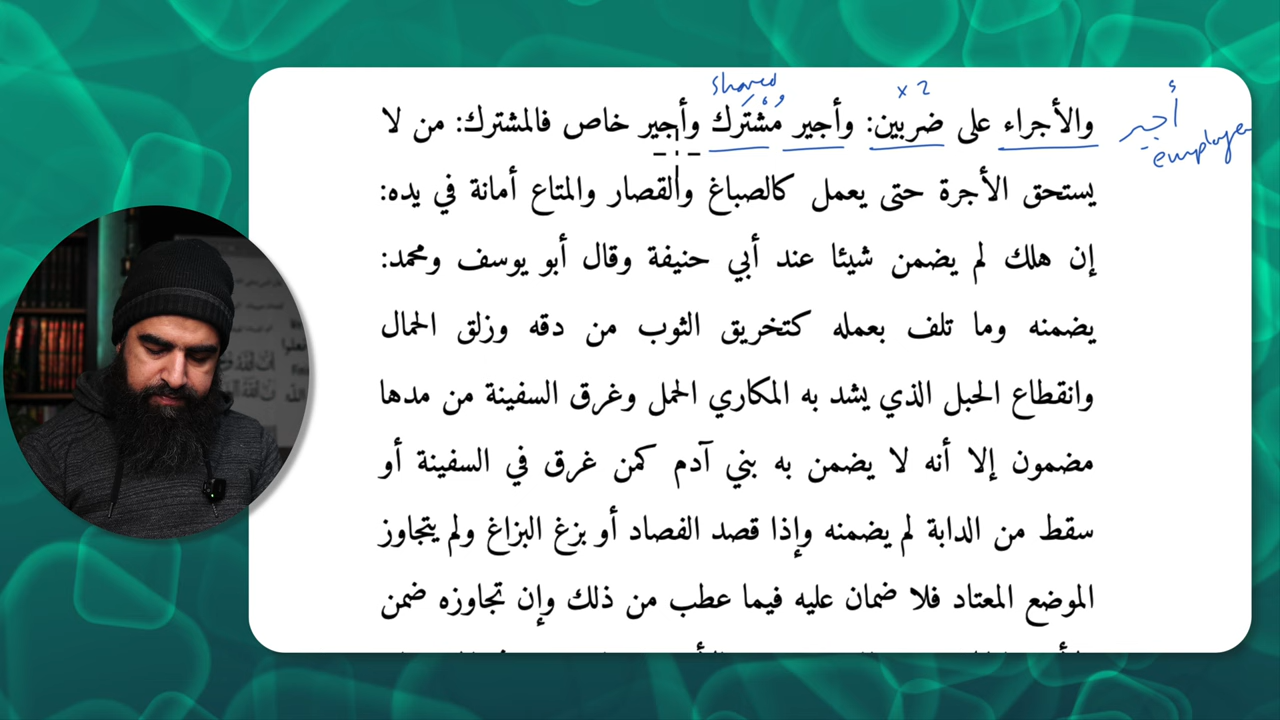 shared
x 2
أجير
employee
والأجراء على ضربين: وأجير مُشْتَرك وأجير خاص فالمشترك: من لا
يستحق الأجرة حتى يعمل كالصباغ والقصار والمتاع أمانة في يده:
إن هلك لم يضمن شيئا عند أبي حنيفة وقال أبو يوسف ومحمد:
يضمنه وما تلف بعمله كتخريق الثوب من دقه وزلق الحمال
وانقطاع الحبل الذي يشد به المكاري الحمل وغرق السفينة من مدها
مضمون إلا أنه لا يضمن به بني آدم كمن غرق في السفينة أو
سقط من الدابة لم يضمنه وإذا قصد الفصاد أو بزغ البزاغ ولم يتجاوز
الموضع المعتاد فلا ضمان عليه فيما عطب من ذلك وإن تجاوزه ضمن